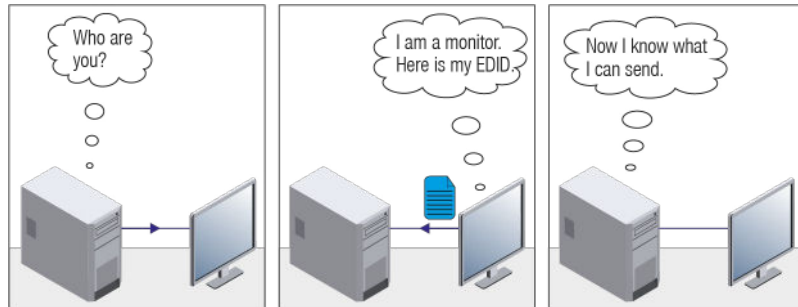 Who are
you?
I am a monitor.
Here is my EDID.
Now I know what
I can send.